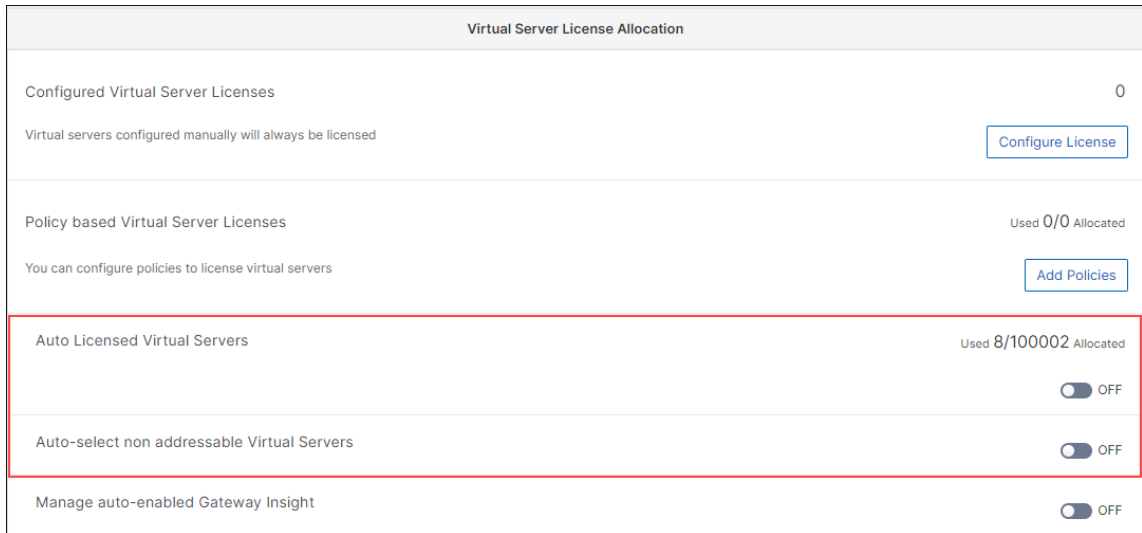 Virtual Server License Allocation
Configured Virtual Server Licenses 0
Virtual servers configured manually will always be licensed
Configure License
Policy based Virtual Server Licenses Used 0/0 Allocated
You can configure policies to license virtual servers
Add Policies
Auto Licensed Virtual Servers Used 8/100002 Allocated
OFF
Auto-select non addressable Virtual Servers OFF
Manage auto-enabled Gateway Insight OFF